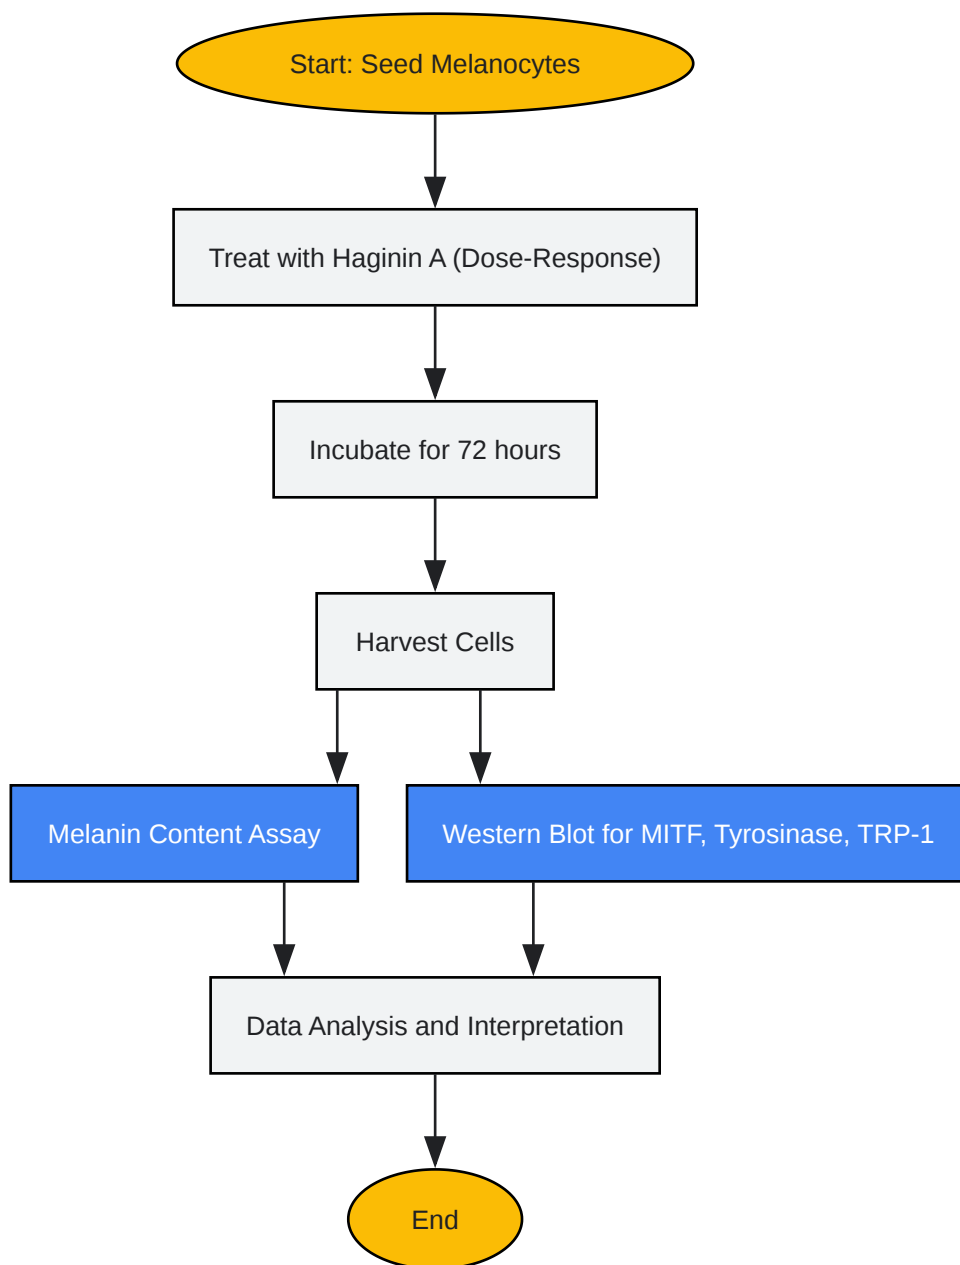 Start: Seed Melanocytes
Treat with Haginin A (Dose-Response)
Incubate for 72 hours
Harvest Cells
Melanin Content Assay
Western Blot for MITF, Tyrosinase, TRP-1
Data Analysis and Interpretation
End